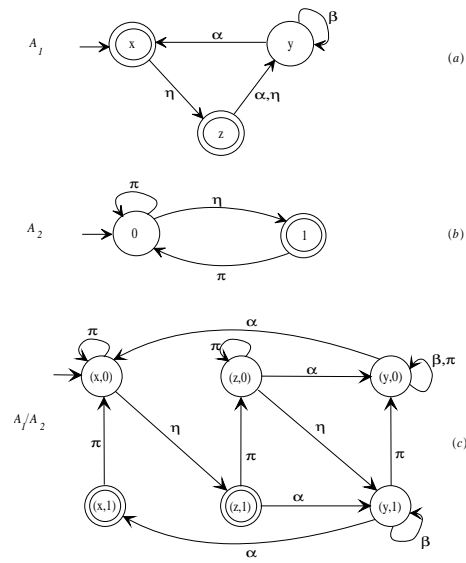 β
α
A1 x y (a)
η α,η
z
π
η
A2 0 1 (b)
π
α
π π
β,π
(x,0) (z,0) α (y,0)
η η
A1/A2 π π π (c)
(x,1) (z,1) α (y,1)
β
α